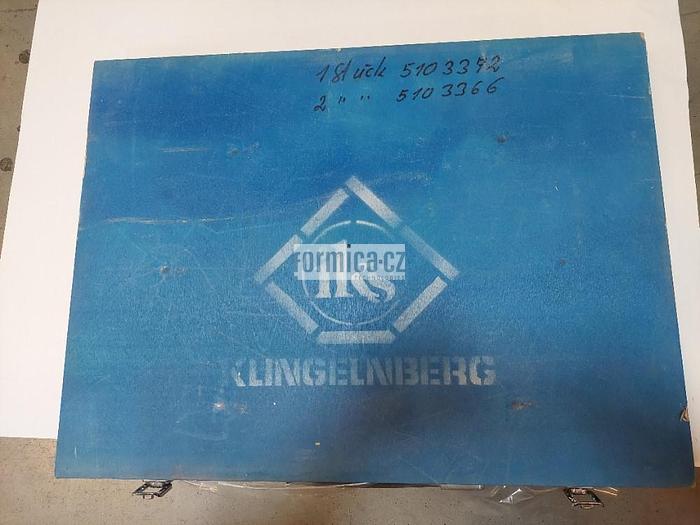 1 Stück 5103372
2 " " 5103366
formica.cz
KLINGELNBERG